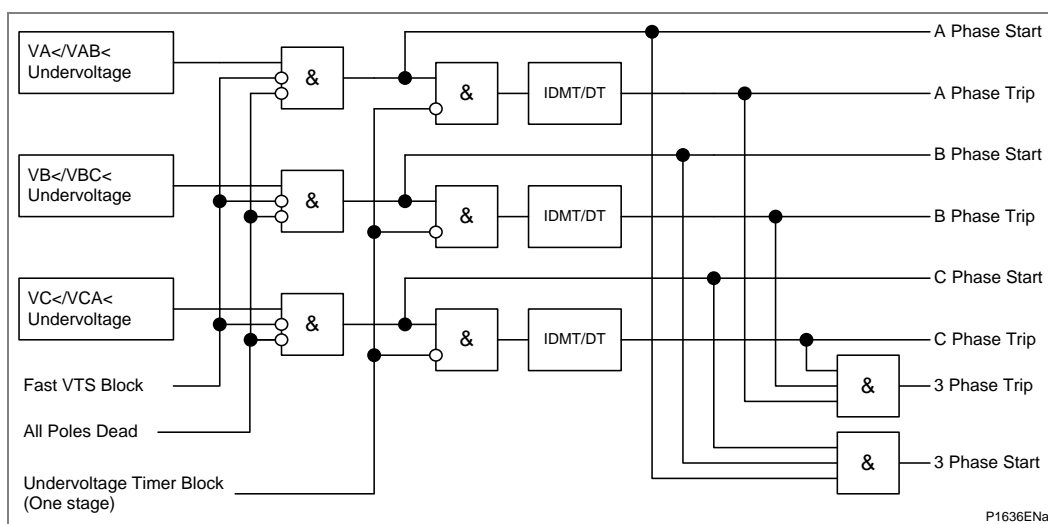 VA</VAB<
Undervoltage
&
&
IDMT/DT
A Phase Start
A Phase Trip
VB</VBC<
Undervoltage
&
&
IDMT/DT
B Phase Start
B Phase Trip
VC</VCA<
Undervoltage
&
&
IDMT/DT
C Phase Start
C Phase Trip
Fast VTS Block
&
3 Phase Trip
All Poles Dead
&
3 Phase Start
Undervoltage Timer Block
(One stage)
P1636ENa